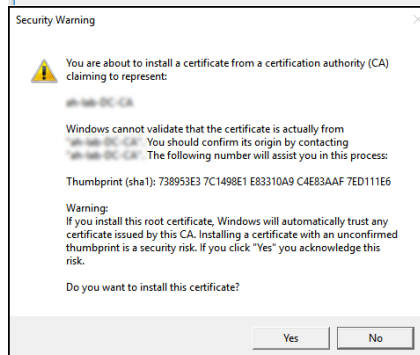 Security Warning
You are about to install a certificate from a certification authority (CA)
claiming to represent:
Windows cannot validate that the certificate is actually from
You should confirm its origin by contacting
The following number will assist you in this process:
Thumbprint (sha1): 738953E3 7C1498E1 E83310A9 C4E83AAF 7ED111E6
Warning:
If you install this root certificate, Windows will automatically trust any
certificate issued by this CA. Installing a certificate with an unconfirmed
thumbprint is a security risk. If you click "Yes" you acknowledge this
risk.
Do you want to install this certificate?
Yes
No